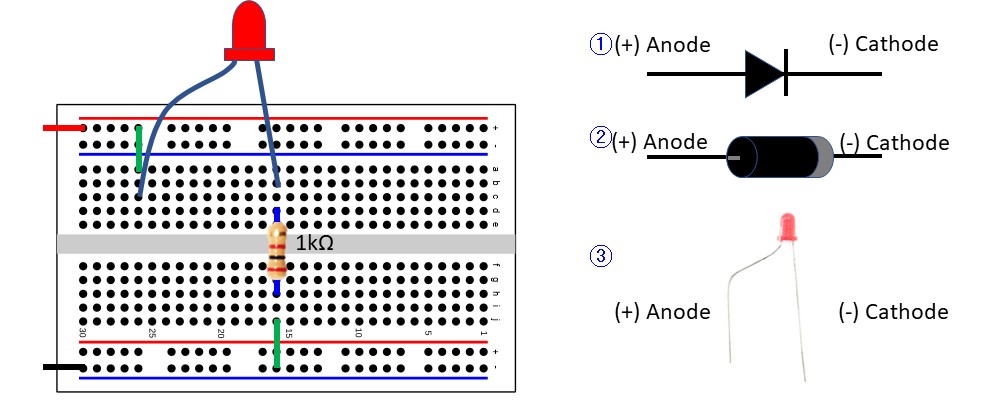 ① (+) Anode (-) Cathode
+
-
a
b
c
d
e
② (+) Anode (-) Cathode
1kΩ
③
f
g
h
i
j
(+) Anode (-) Cathode
30 25 20 15 10 5 1
+
-